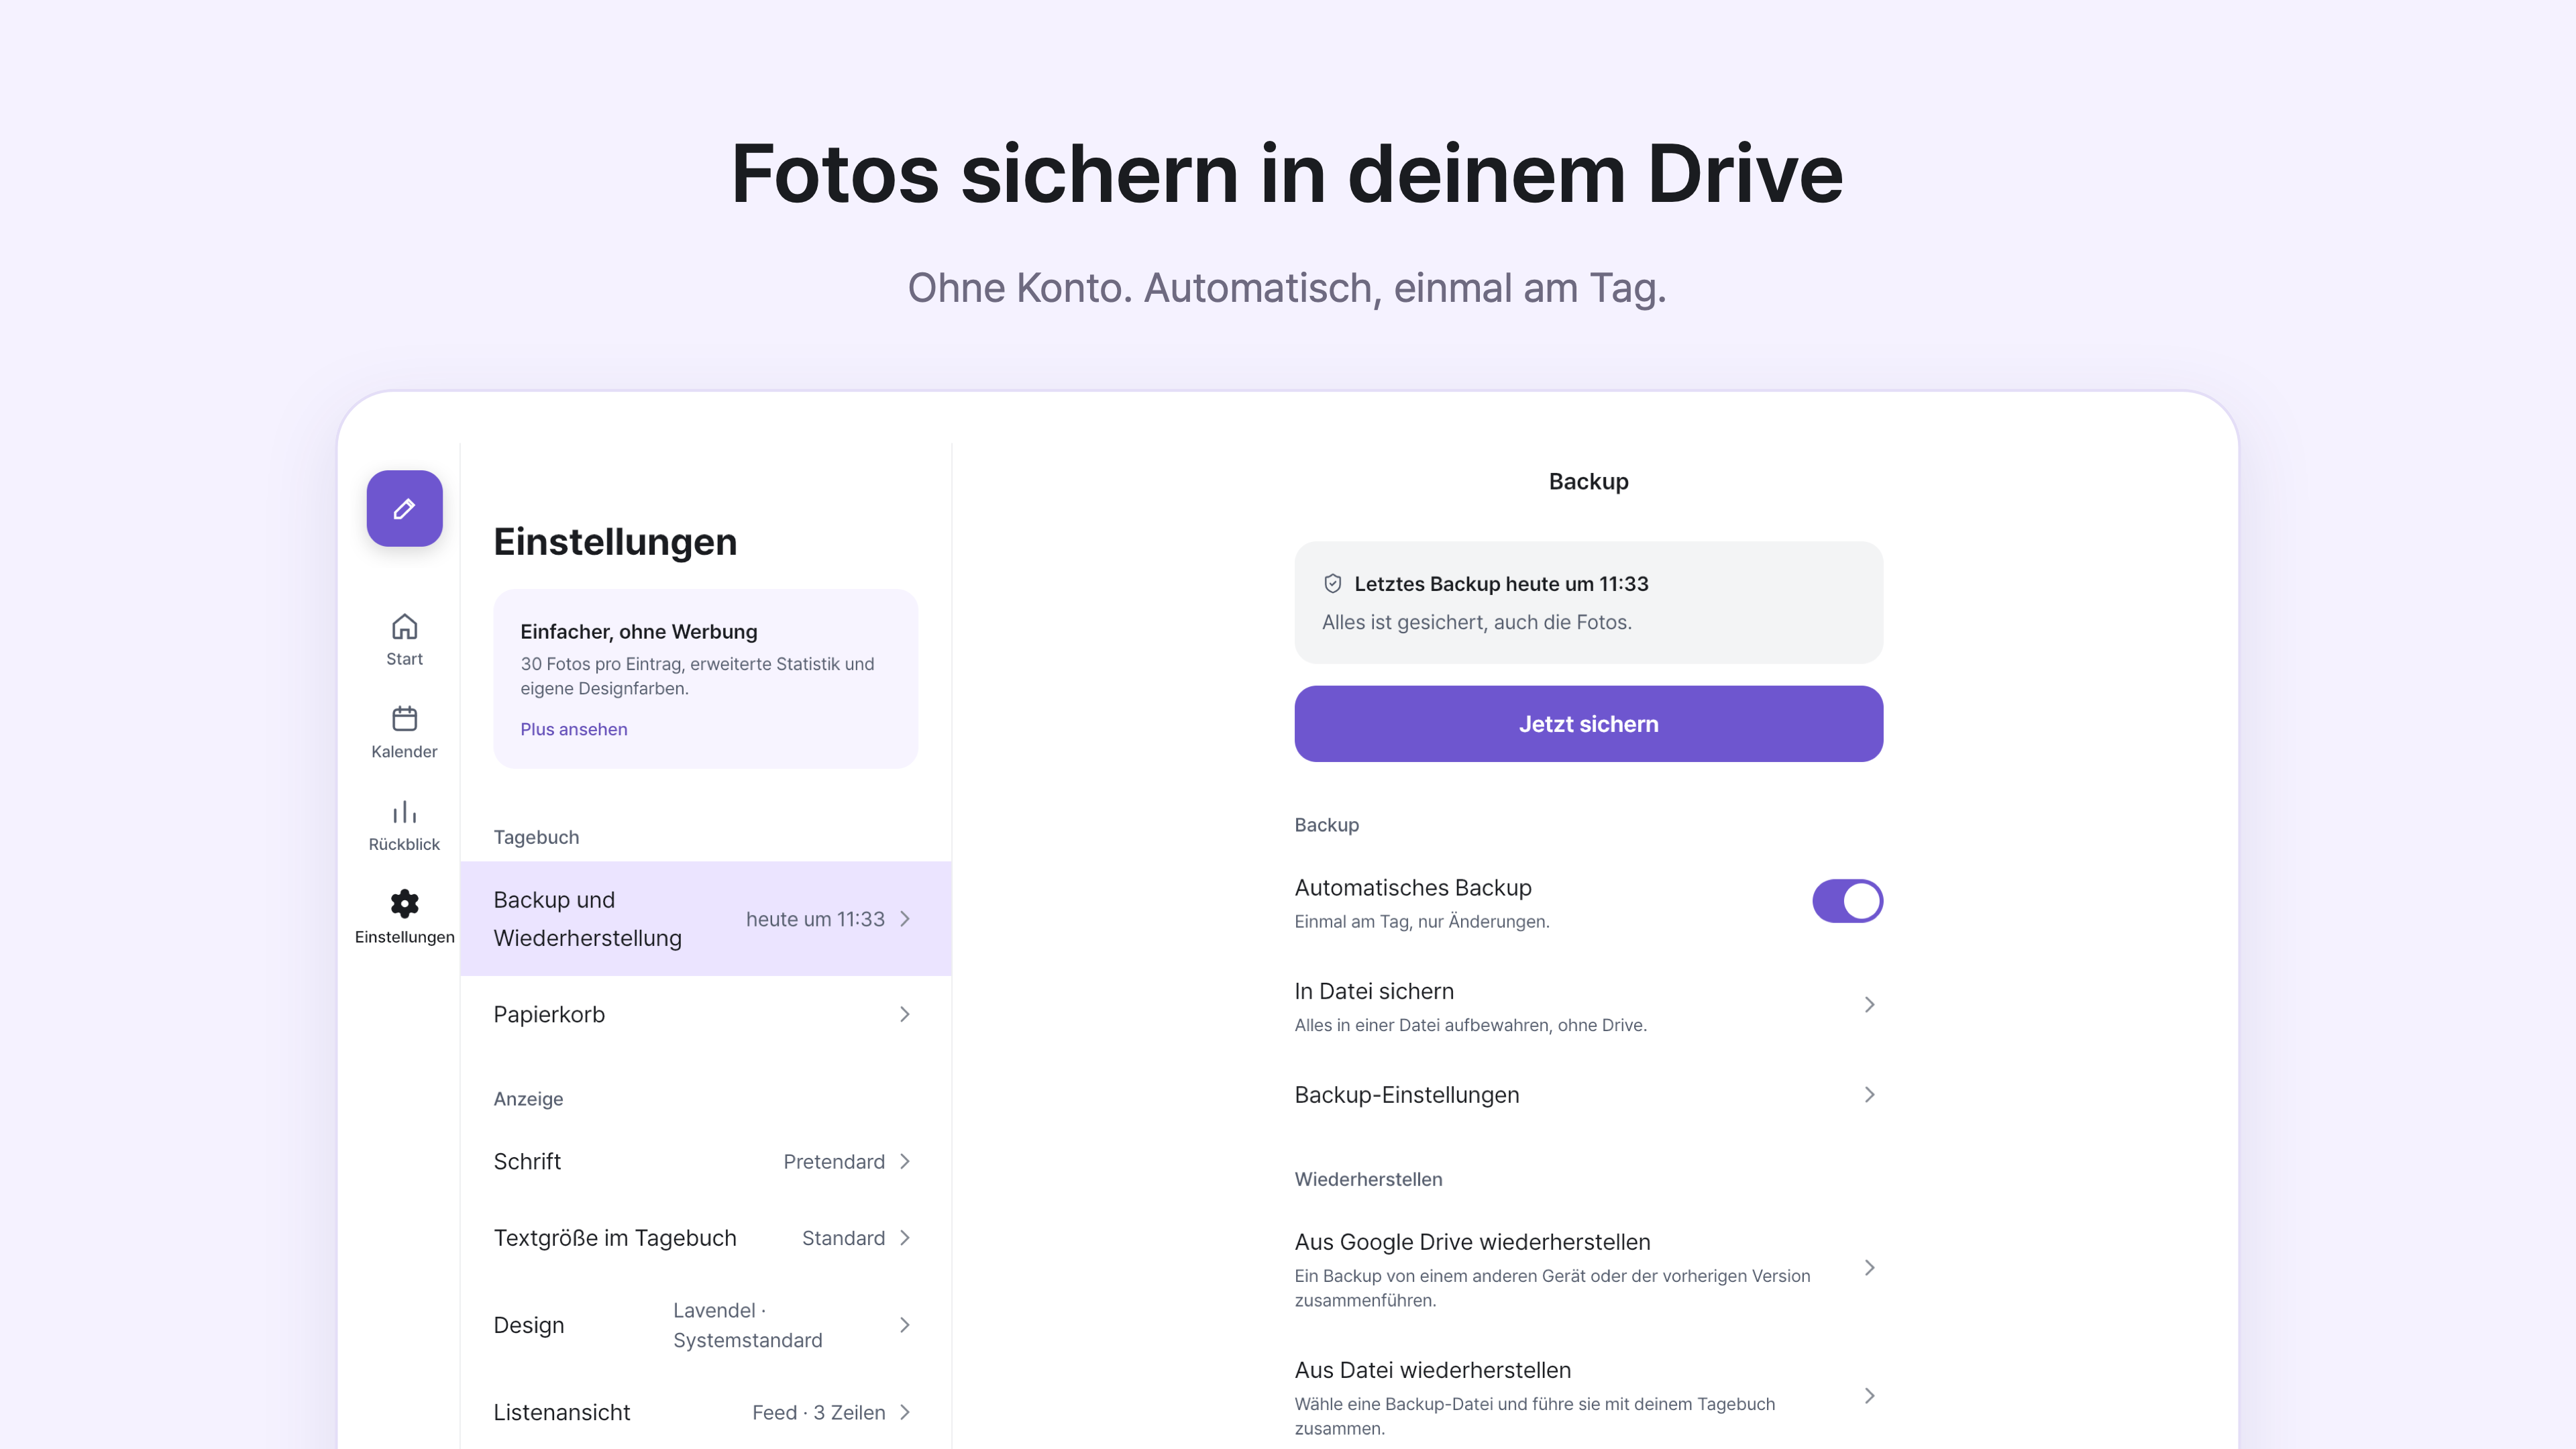 Fotos sichern in deinem Drive
Ohne Konto. Automatisch, einmal am Tag.
Start
Kalender
Rückblick
Einstellungen
Einstellungen
Einfacher, ohne Werbung
30 Fotos pro Eintrag, erweiterte Statistik und
eigene Designfarben.
Plus ansehen
Tagebuch
Backup und
Wiederherstellung
heute um 11:33
Papierkorb
Anzeige
Schrift
Pretendard
Textgröße im Tagebuch
Standard
Design
Lavendel ·
Systemstandard
Listenansicht
Feed · 3 Zeilen
Backup
Letztes Backup heute um 11:33
Alles ist gesichert, auch die Fotos.
Jetzt sichern
Backup
Automatisches Backup
Einmal am Tag, nur Änderungen.
In Datei sichern
Alles in einer Datei aufbewahren, ohne Drive.
Backup-Einstellungen
Wiederherstellen
Aus Google Drive wiederherstellen
Ein Backup von einem anderen Gerät oder der vorherigen Version
zusammenführen.
Aus Datei wiederherstellen
Wähle eine Backup-Datei und führe sie mit deinem Tagebuch
zusammen.